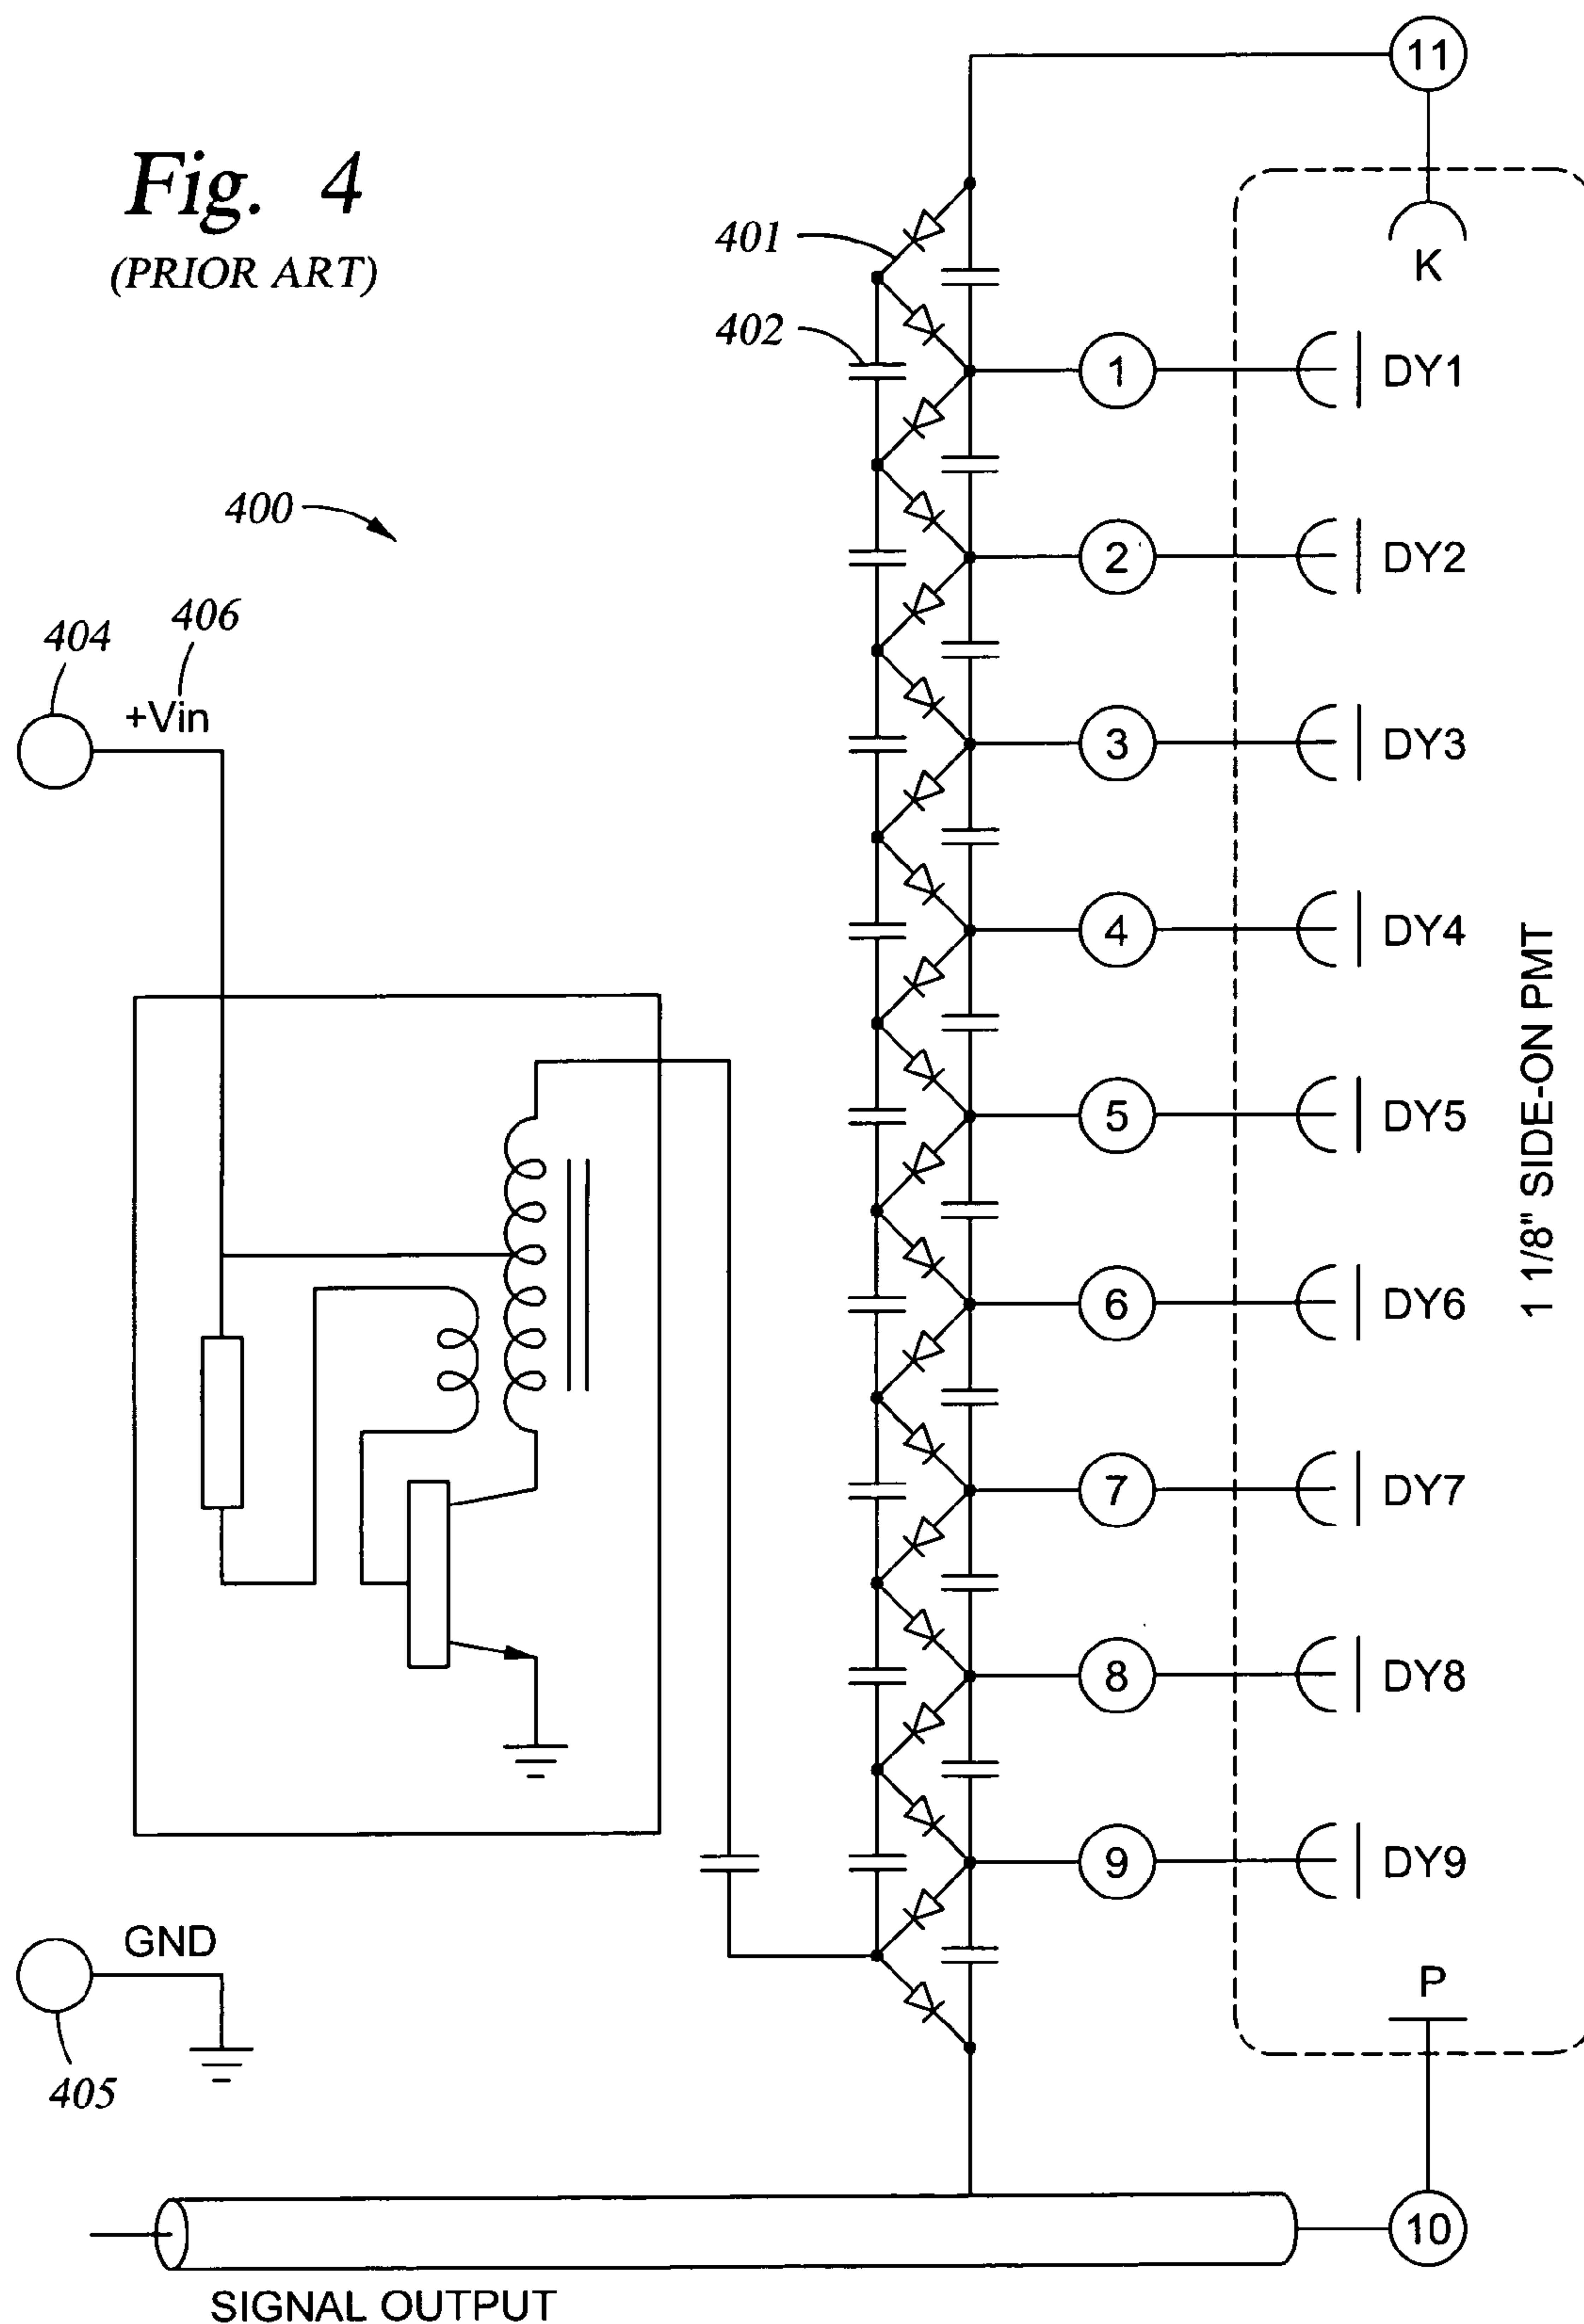 11
Fig. 4
(PRIOR ART)
401
K
402
1
DY1
400
2
DY2
404
406
+Vin
3
DY3
4
DY4
1 1/8" SIDE-ON PMT
5
DY5
6
DY6
7
DY7
8
DY8
9
DY9
GND
P
405
10
SIGNAL OUTPUT